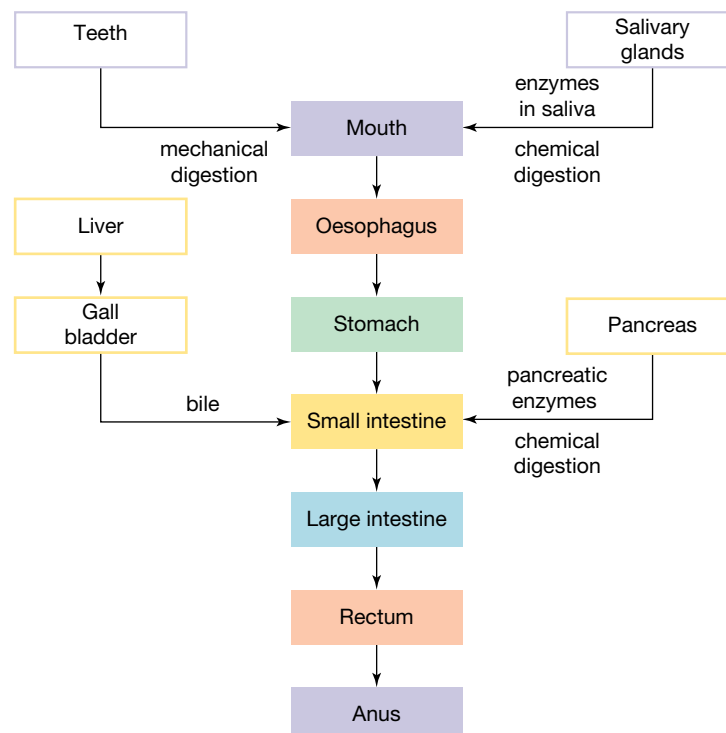 Teeth
Salivary
glands
enzymes
in saliva
Mouth
mechanical
digestion
chemical
digestion
Liver
Oesophagus
Gall
bladder
Stomach
Pancreas
pancreatic
enzymes
bile
Small intestine
chemical
digestion
Large intestine
Rectum
Anus